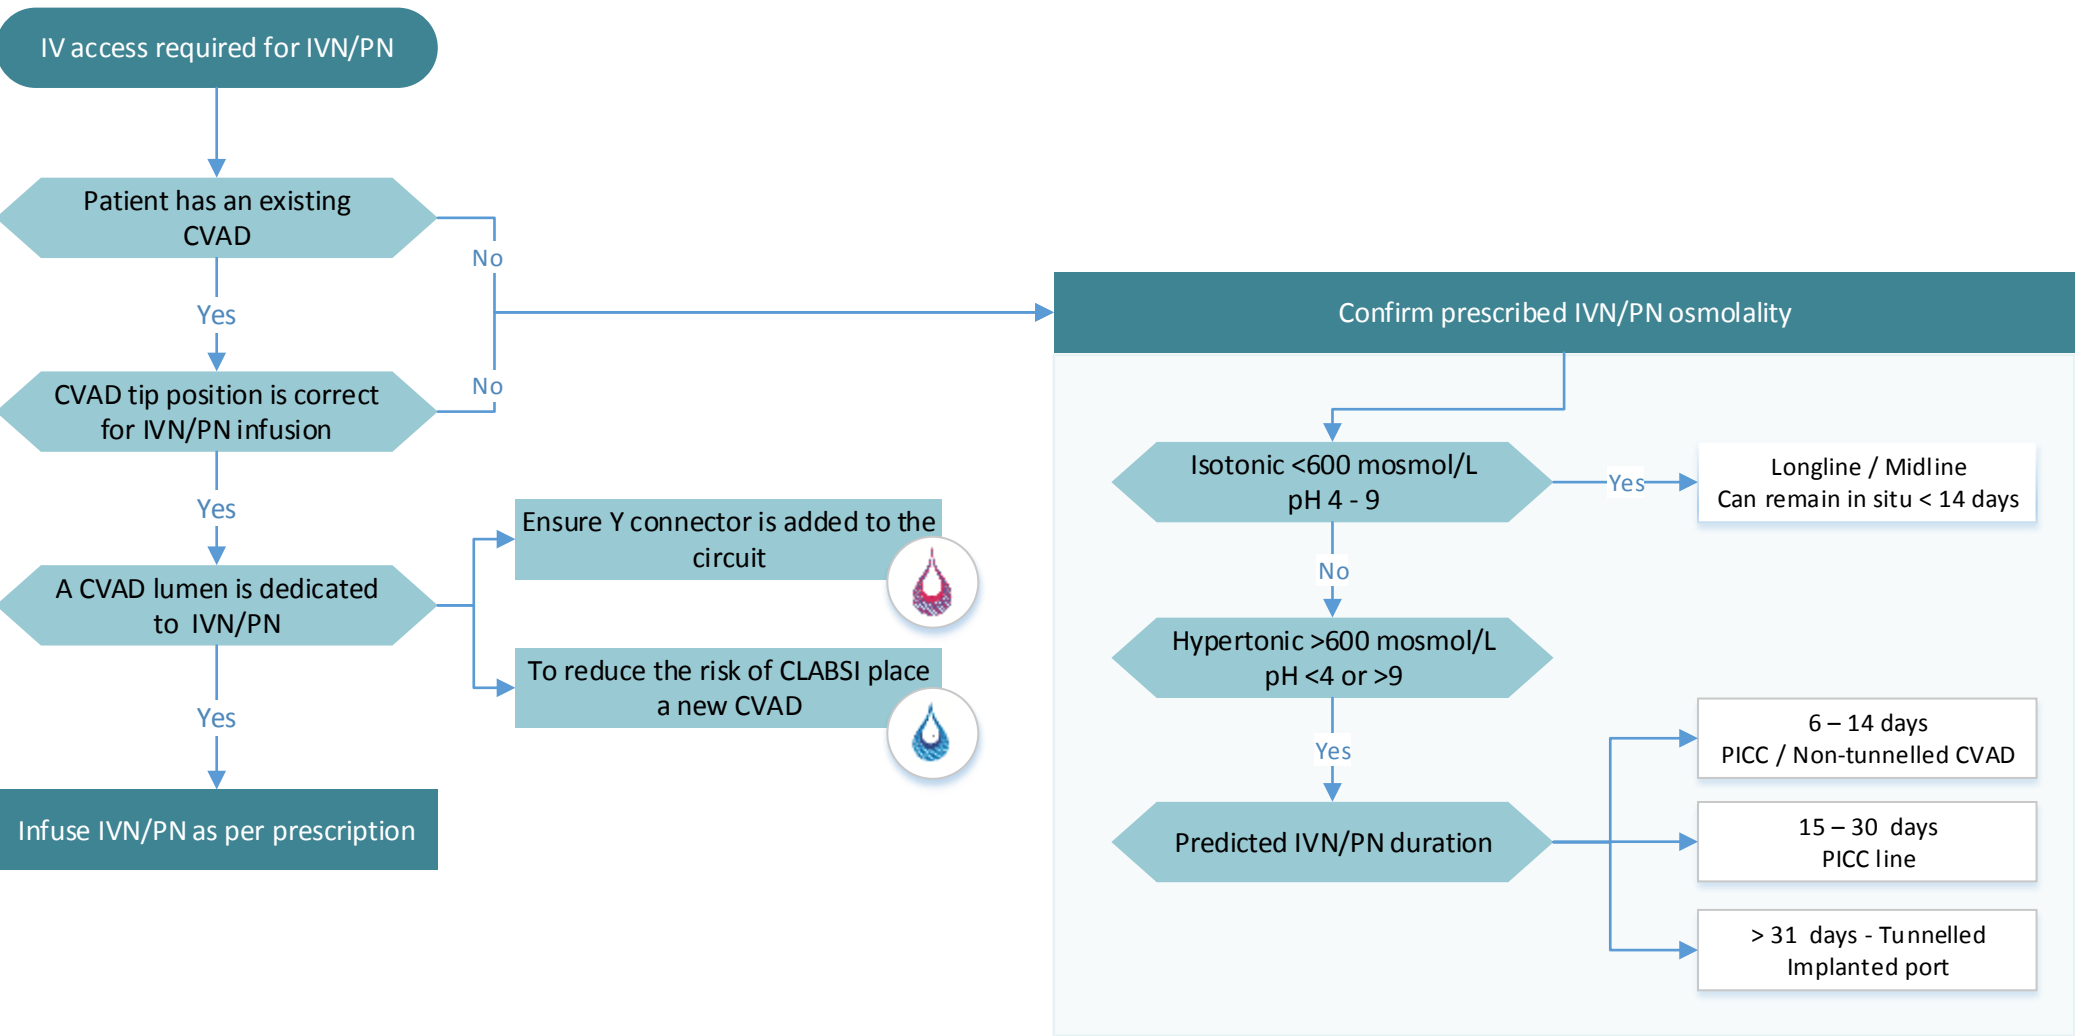 IV access required for IVN/PN
Patient has an existing
CVAD
No
Yes
CVAD tip position is correct
for IVN/PN infusion
No
Yes
A CVAD lumen is dedicated
to IVN/PN
Ensure Y connector is added to the
circuit
To reduce the risk of CLABSI place
a new CVAD
Yes
Infuse IVN/PN as per prescription
Confirm prescribed IVN/PN osmolality
Isotonic <600 mosmol/L
pH 4 - 9
Yes
Longline / Midline
Can remain in situ < 14 days
No
Hypertonic >600 mosmol/L
pH <4 or >9
Yes
Predicted IVN/PN duration
6 – 14 days
PICC / Non-tunnelled CVAD
15 – 30 days
PICC line
> 31 days - Tunnelled
Implanted port